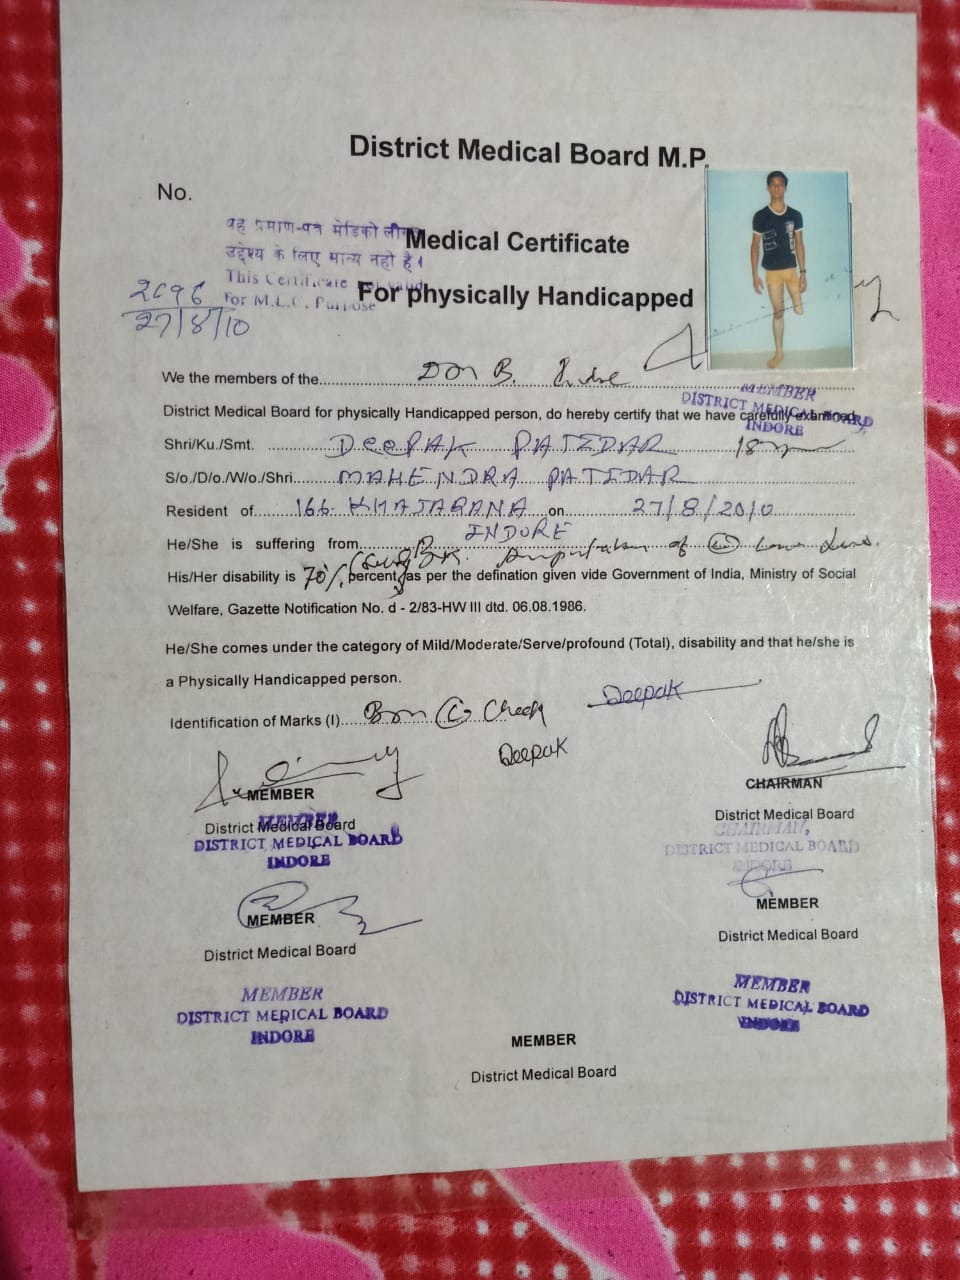 District Medical Board M.P.
No.
यह प्रमाण-पत्र मेडिको लीगल
उद्देश्य के लिए मान्य नहीं है।
This Certificate
For M.L.C. Purpose
Medical Certificate
For physically Handicapped
2096
27/8/10
We the members of the
MEMBER
DISTRICT MEDICAL BOARD
INDORE
District Medical Board for physically Handicapped person, do hereby certify that we have carefully examined
Shri/Ku./Smt. DeePAK PATIDAR 18
S/o./D/o./W/o./Shri. MAHENDRA PATIDAR
Resident of 166 KHAJARANA on 27/8/2010
INDORE
He/She is suffering from B.K. Amputation of Lower
His/Her disability is 70% percent as per the defination given vide Government of India, Ministry of Social
Welfare, Gazette Notification No. d - 2/83-HW III dtd. 06.08.1986.
He/She comes under the category of Mild/Moderate/Serve/profound (Total), disability and that he/she is
a Physically Handicapped person.
Identification of Marks (I) Cheek Deepak
Deepak
MEMBER
District Medical Board
MEMBER
DISTRICT MEDICAL BOARD
INDORE
CHAIRMAN
District Medical Board
CHAIRMAN,
DISTRICT MEDICAL BOARD
INDORE
MEMBER
District Medical Board
MEMBER
DISTRICT MEDICAL BOARD
INDORE
MEMBER
District Medical Board
MEMBER
DISTRICT MEDICAL BOARD
INDORE
MEMBER
District Medical Board